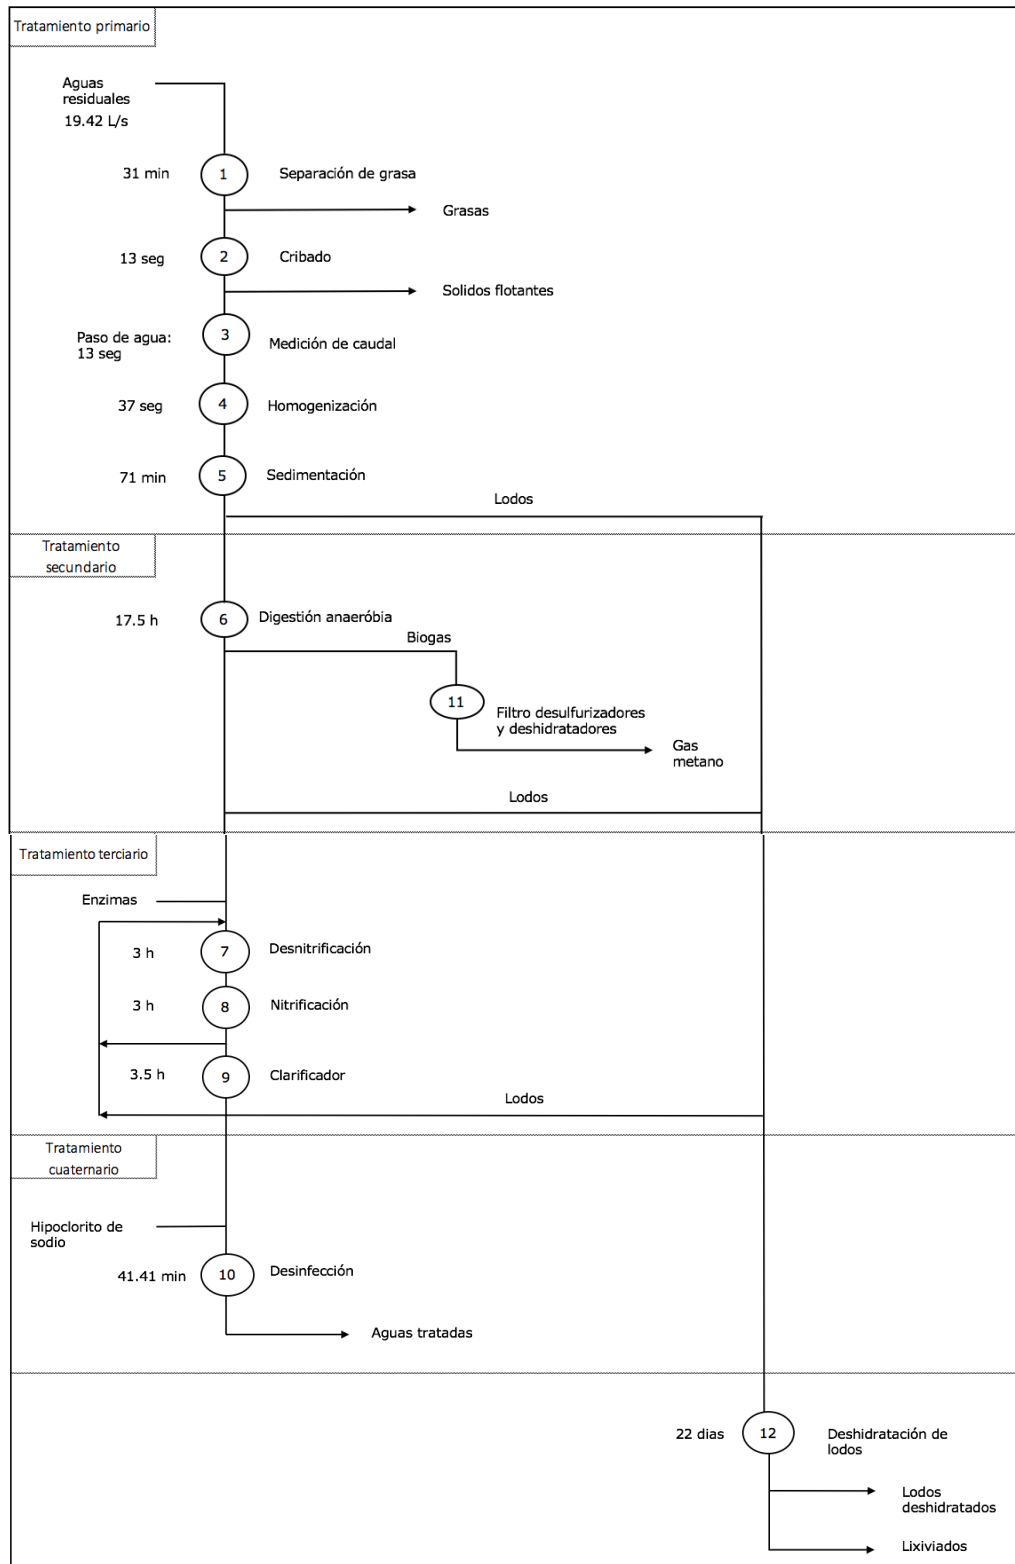 Tratamiento primario
Aguas
residuales
19.42 L/s
31 min
1
Separación de grasa
Grasas
13 seg
2
Cribado
Solidos flotantes
Paso de agua:
13 seg
3
Medición de caudal
37 seg
4
Homogenización
71 min
5
Sedimentación
Lodos
Tratamiento
secundario
17.5 h
6
Digestión anaeróbia
Biogas
11
Filtro desulfurizadores
y deshidratadores
Gas
metano
Lodos
Tratamiento terciario
Enzimas
3 h
7
Desnitrificación
3 h
8
Nitrificación
3.5 h
9
Clarificador
Lodos
Tratamiento
cuaternario
Hipoclorito de
sodio
41.41 min
10
Desinfección
Aguas tratadas
22 dias
12
Deshidratación de
lodos
Lodos
deshidratados
Lixiviados